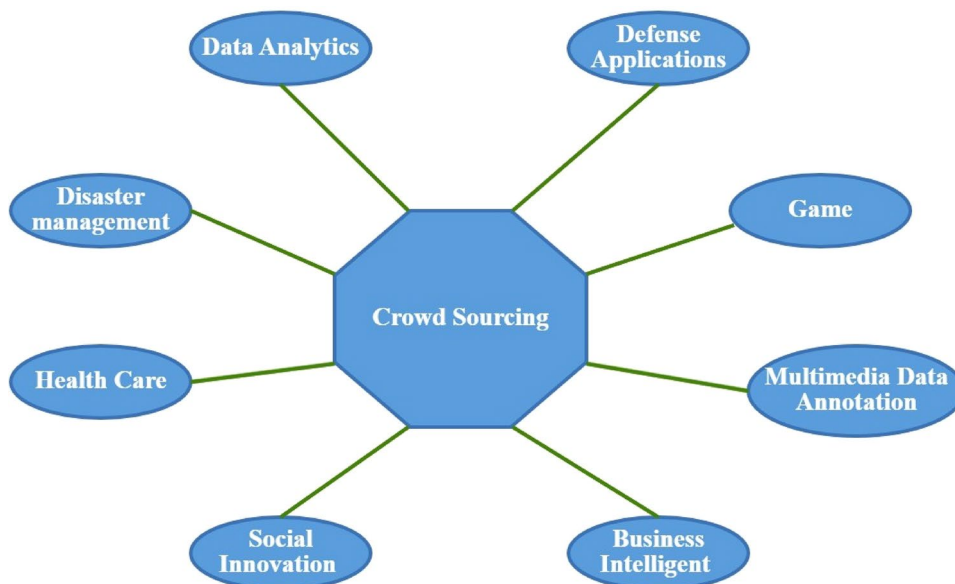 Data Analytics
Defense
Applications
Disaster
management
Game
Crowd Sourcing
Health Care
Multimedia Data
Annotation
Social
Innovation
Business
Intelligent